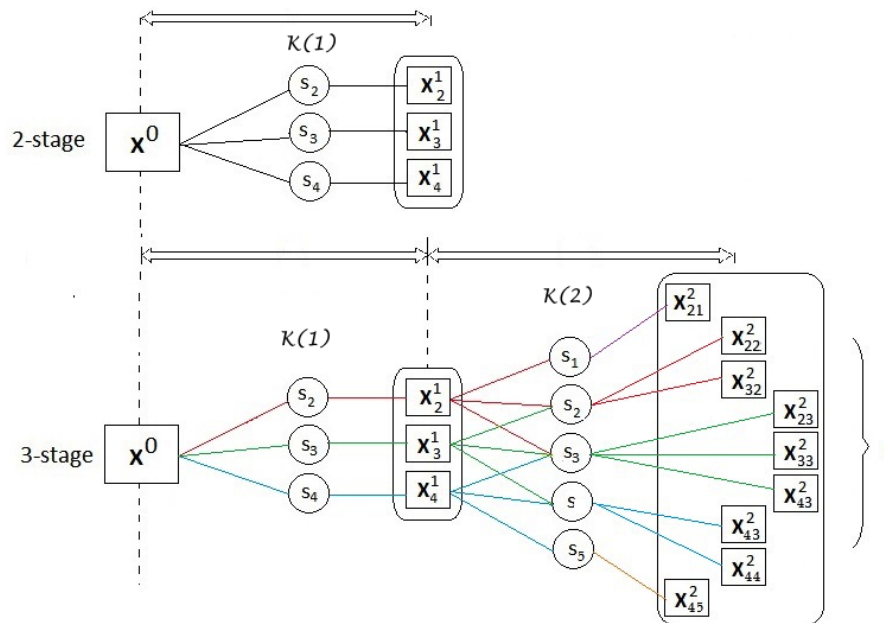 K(1)
2-stage
X⁰
s₂
s₃
s₄
X¹₂
X¹₃
X¹₄
K(1)
K(2)
3-stage
X⁰
s₂
s₃
s₄
X¹₂
X¹₃
X¹₄
s₁
s₂
s₃
s
s₅
X²₂₁
X²₂₂
X²₃₂
X²₂₃
X²₃₃
X²₄₃
X²₄₃
X²₄₄
X²₄₅